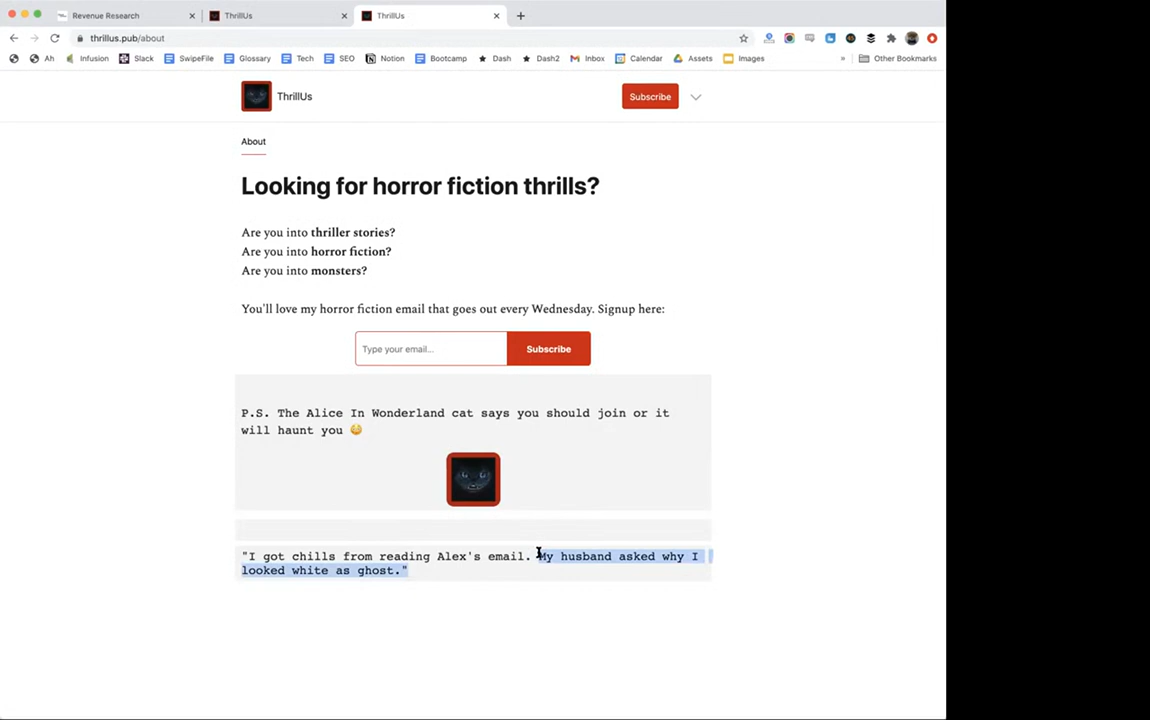 Revenue Research
ThrillUs
ThrillUs
thrillus.pub/about
Ah
Infusion
Slack
SwipeFile
Glossary
Tech
SEO
Notion
Bootcamp
Dash
Dash2
Inbox
Calendar
Assets
Images
»
Other Bookmarks
ThrillUs
Subscribe
About
Looking for horror fiction thrills?
Are you into thriller stories?
Are you into horror fiction?
Are you into monsters?
You'll love my horror fiction email that goes out every Wednesday. Signup here:
Type your email...
Subscribe
P.S. The Alice In Wonderland cat says you should join or it
will haunt you 😳
"I got chills from reading Alex's email. My husband asked why I
looked white as ghost."